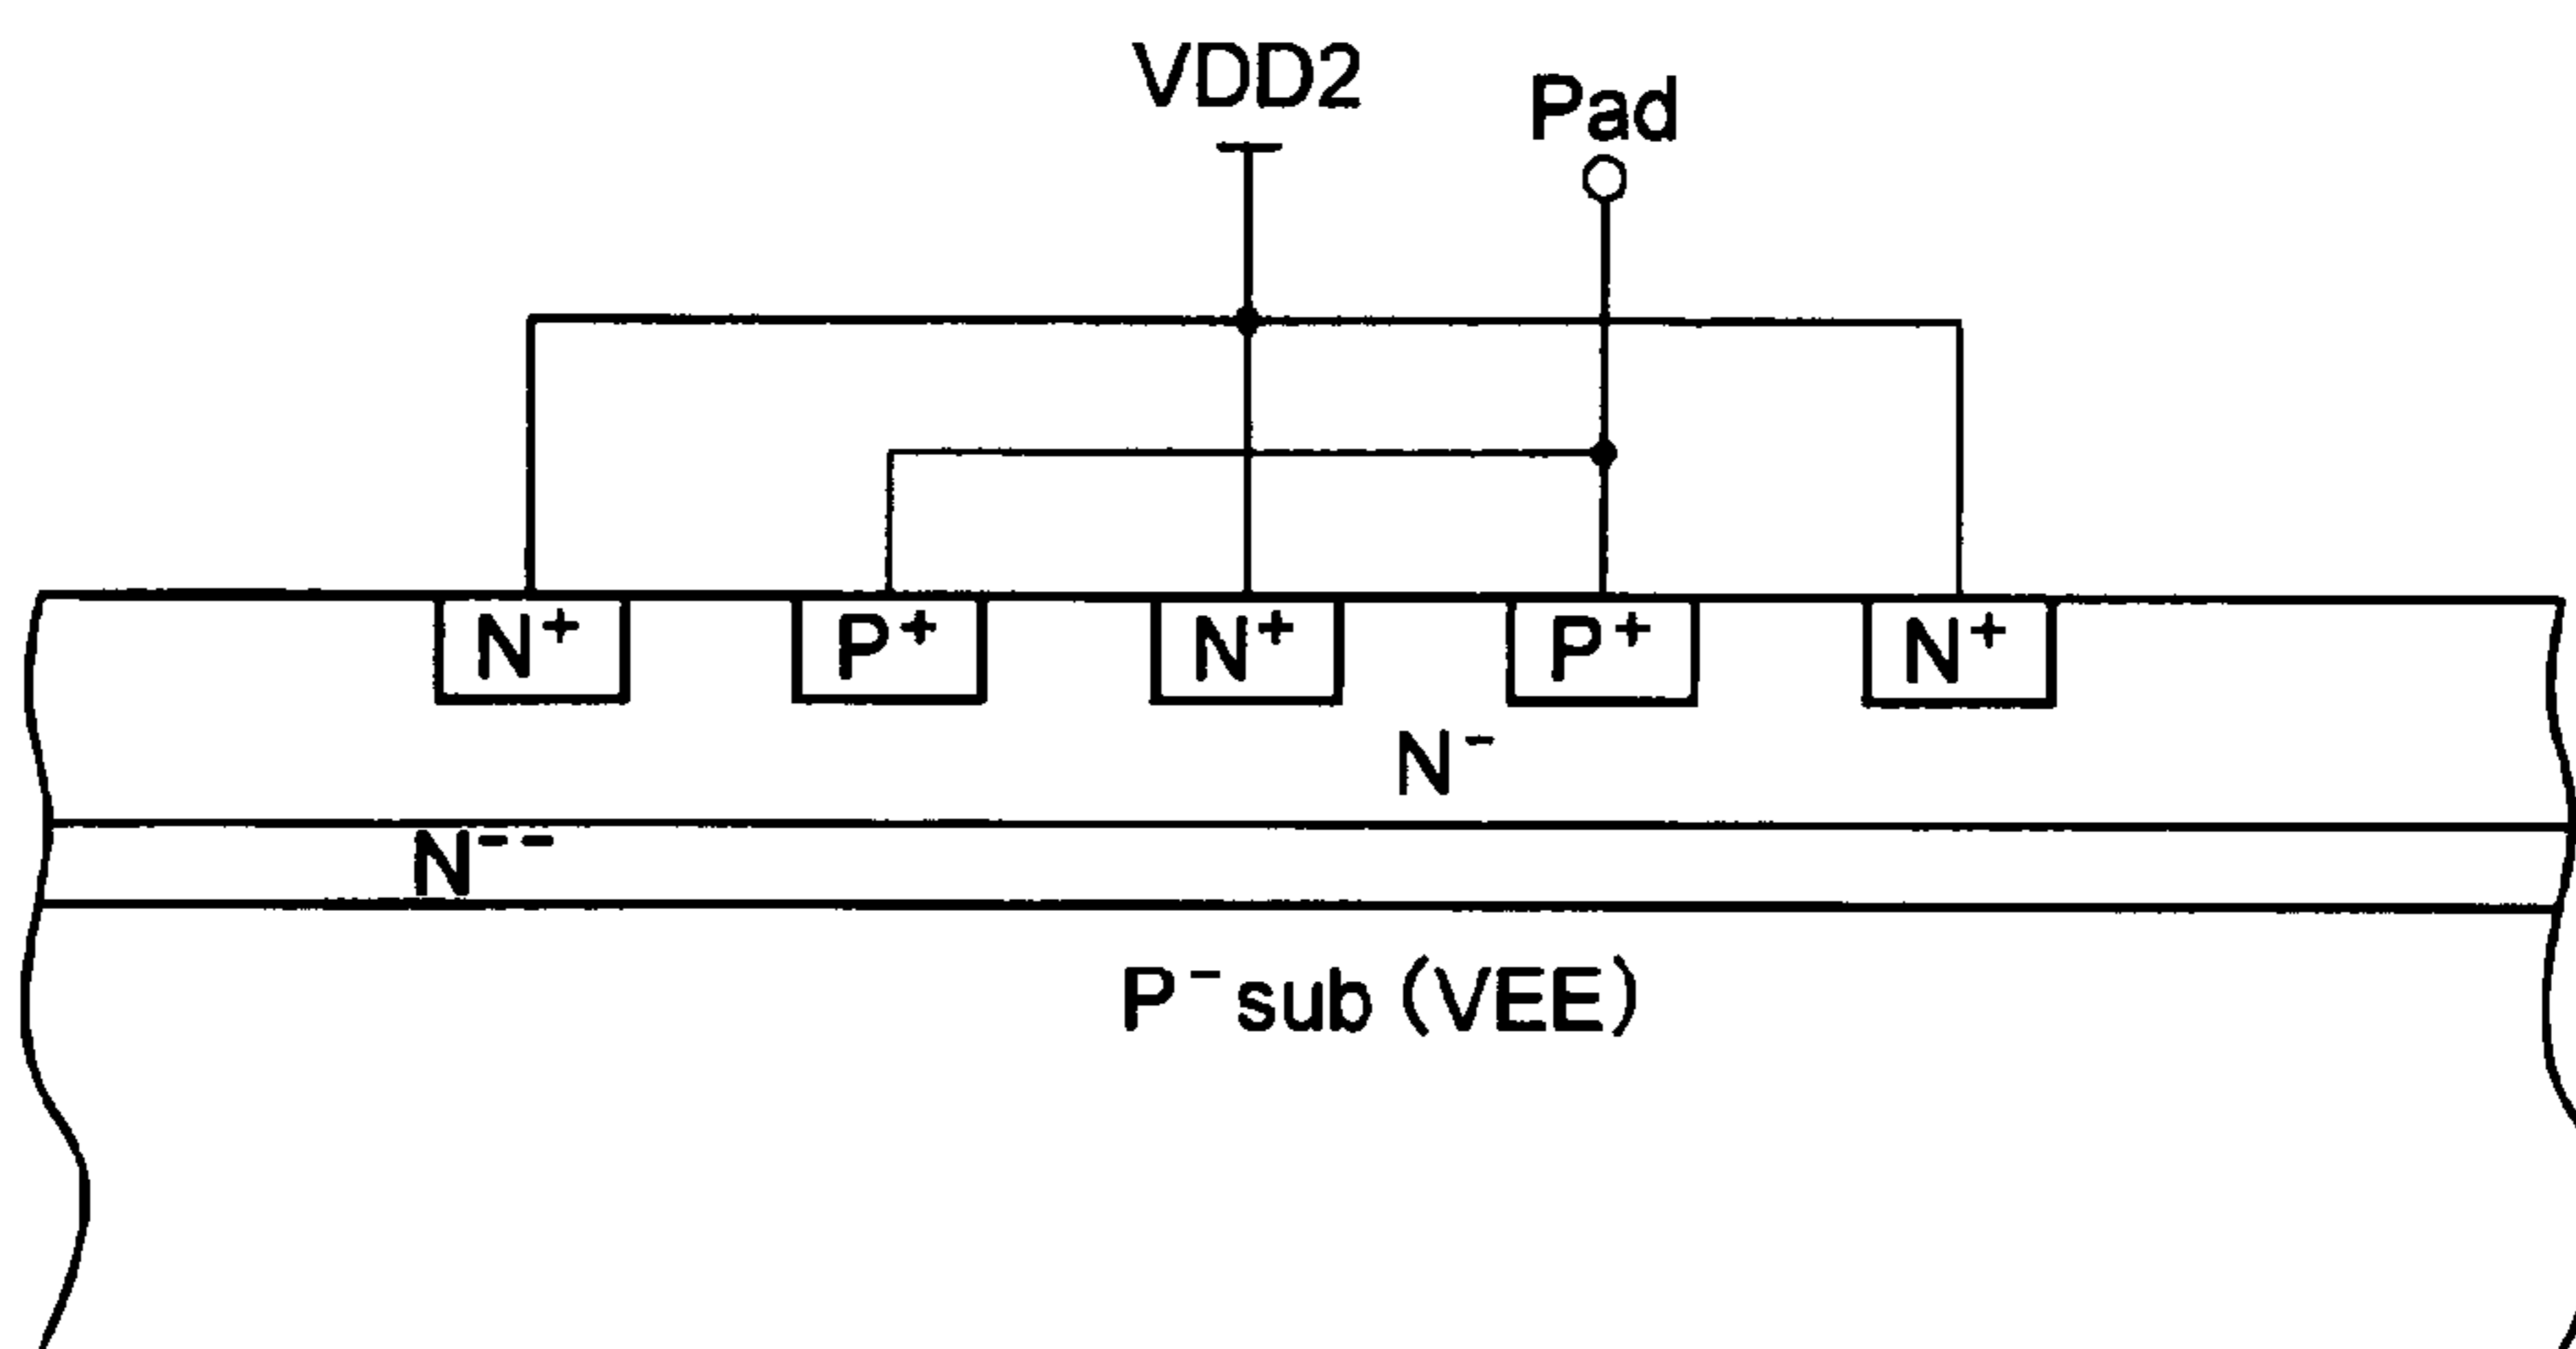 VDD2
Pad
N⁺ P⁺ N⁺ P⁺ N⁺
N⁻
N⁻⁻
P⁻sub (VEE)